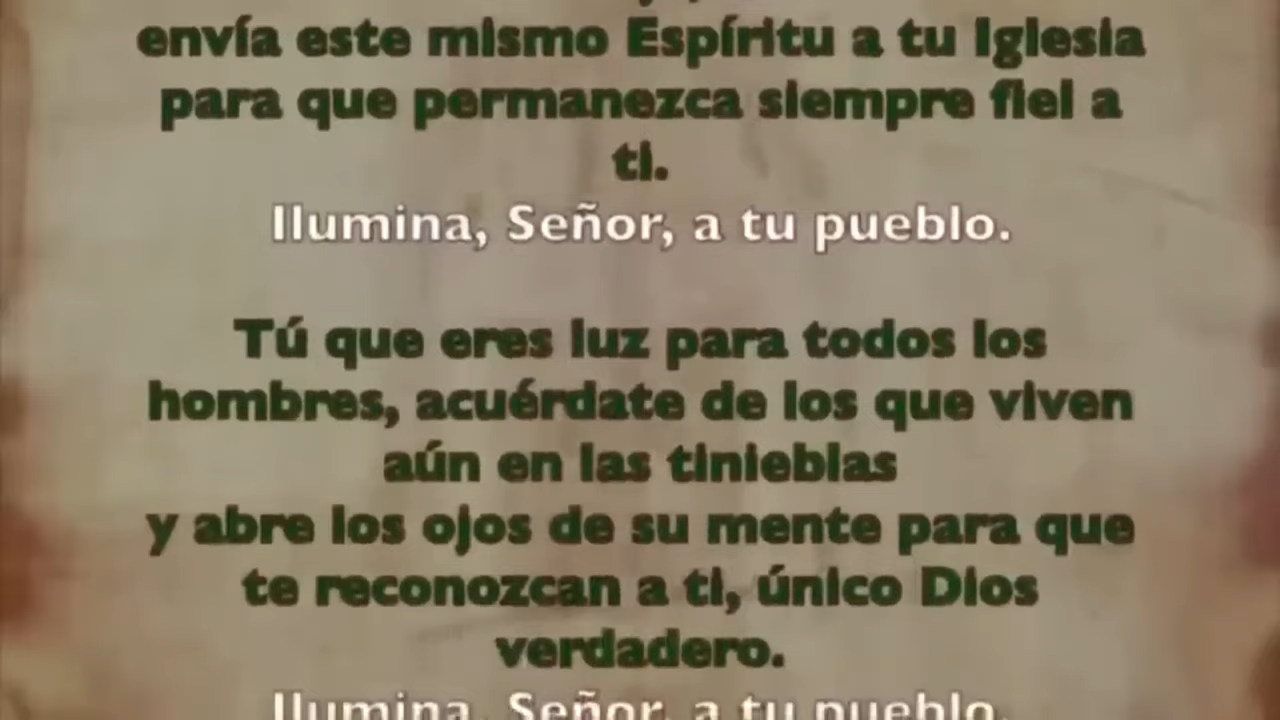 envía este mismo Espíritu a tu Iglesia
para que permanezca siempre fiel a
ti.
Ilumina, Señor, a tu pueblo.
Tú que eres luz para todos los
hombres, acuérdate de los que viven
aún en las tinieblas
y abre los ojos de su mente para que
te reconozcan a ti, único Dios
verdadero.
Ilumina, Señor, a tu pueblo.